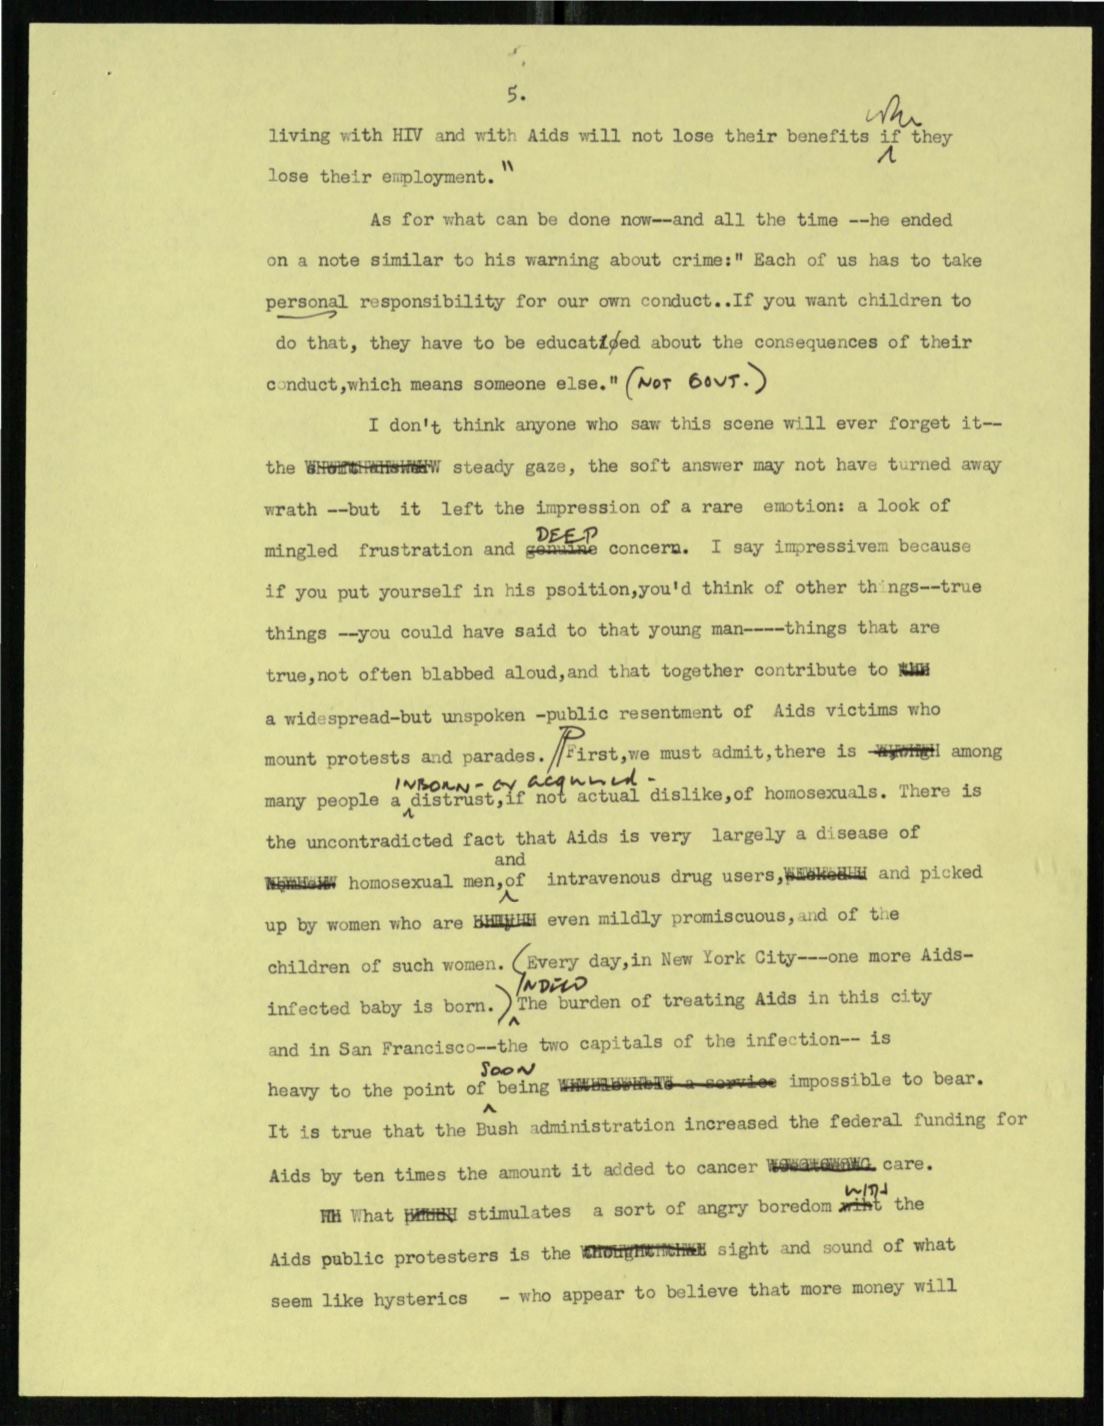 5.
living with HIV and with Aids will not lose their benefits if they
lose their employment."
As for what can be done now--and all the time --he ended
on a note similar to his warning about crime:" Each of us has to take
personal responsibility for our own conduct..If you want children to
do that, they have to be educated about the consequences of their
conduct,which means someone else." (NOT GOVT.)
I don't think anyone who saw this scene will ever forget it--
the steady gaze, the soft answer may not have turned away
wrath --but it left the impression of a rare emotion: a look of
DEEP
mingled frustration and genuine concern. I say impressivem because
if you put yourself in his psoition,you'd think of other things--true
things --you could have said to that young man----things that are
true,not often blabbed aloud,and that together contribute to
a widespread-but unspoken -public resentment of Aids victims who
mount protests and parades. First,we must admit,there is among
INBORN - or acquired -
many people a distrust,if not actual dislike,of homosexuals. There is
the uncontradicted fact that Aids is very largely a disease of
and
homosexual men,of intravenous drug users, and picked
up by women who are even mildly promiscuous,and of the
children of such women. (Every day,in New York City---one more Aids-
INDEED
infected baby is born.) The burden of treating Aids in this city
and in San Francisco--the two capitals of the infection-- is
SOON
heavy to the point of being a service impossible to bear.
It is true that the Bush administration increased the federal funding for
Aids by ten times the amount it added to cancer care.
with
What stimulates a sort of angry boredom wiht the
Aids public protesters is the thought that sight and sound of what
seem like hysterics - who appear to believe that more money will